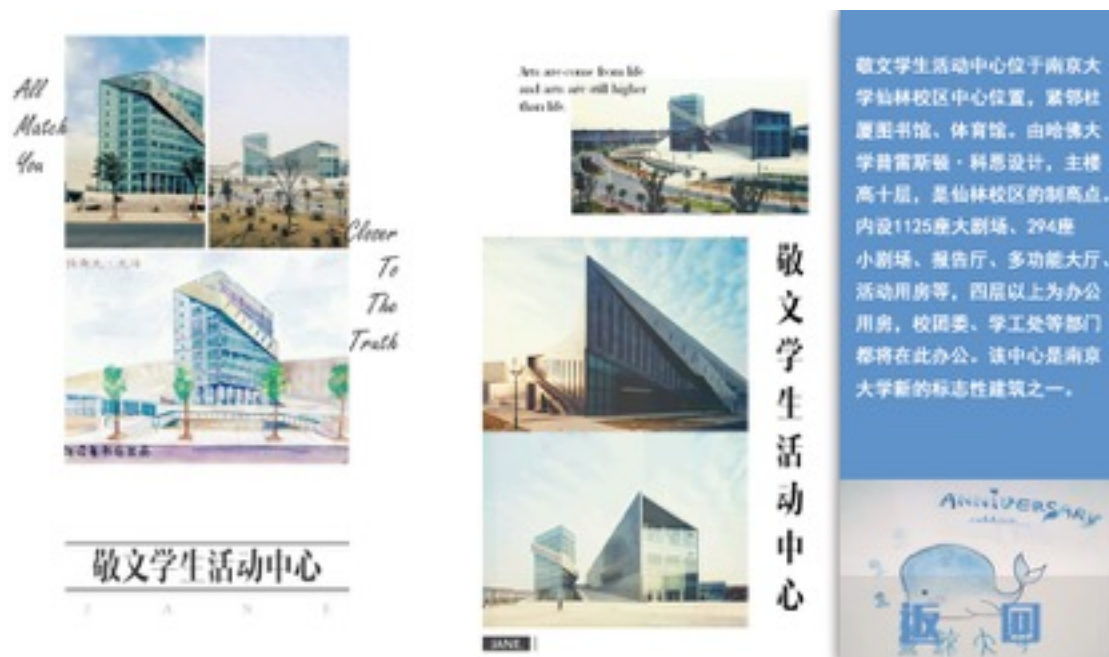 All
Match
You
Closer
To
The
Truth
敬文学生活动中心
J A N E
Arts are come from life
and arts are still higher
than life
敬文学生活动中心
JANE
敬文学生活动中心位于南京大
学仙林校区中心位置，紧邻杜
厦图书馆、体育馆。由哈佛大
学普雷斯顿·科恩设计，主楼
高十层，是仙林校区的制高点。
内设1125座大剧场、294座
小剧场、报告厅、多功能大厅、
活动用房等，四层以上为办公
用房，校团委、学工处等部门
都将在此办公。该中心是南京
大学新的标志性建筑之一。
ANNIVERSARY
返回